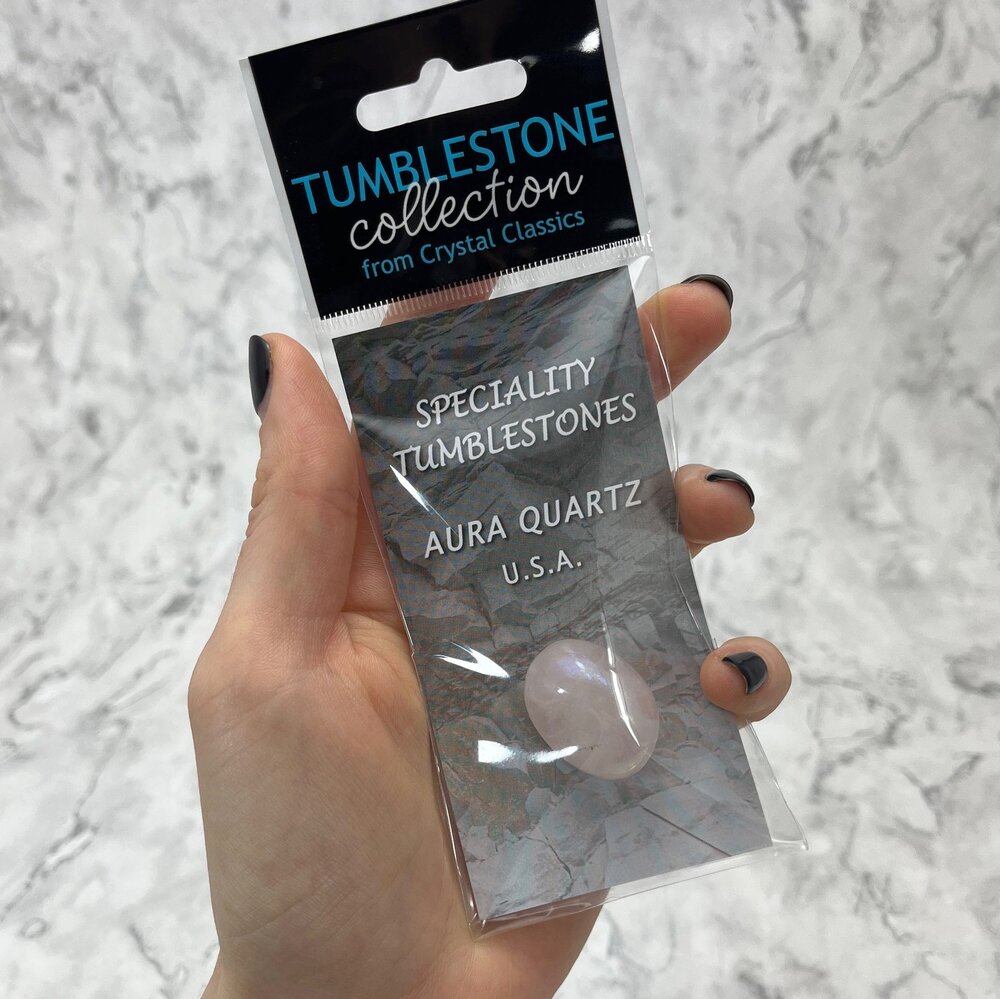 TUMBLESTONE
collection
from Crystal Classics
SPECIALITY
TUMBLESTONES
AURA QUARTZ
U.S.A.